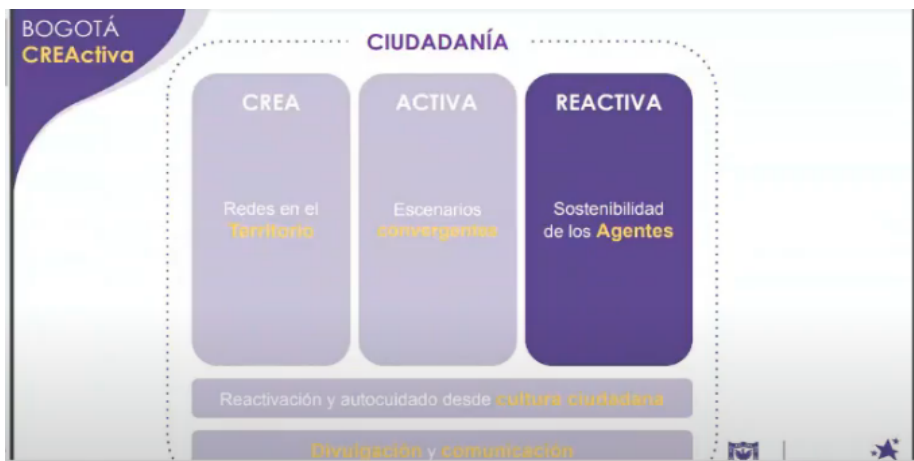 BOGOTÁ
CREActiva
CIUDADANÍA
CREA
ACTIVA
REACTIVA
Redes en el
Territorio
Escenarios
convergentes
Sostenibilidad
de los Agentes
Reactivación y autocuidado desde cultura ciudadana
Divulgación y comunicación